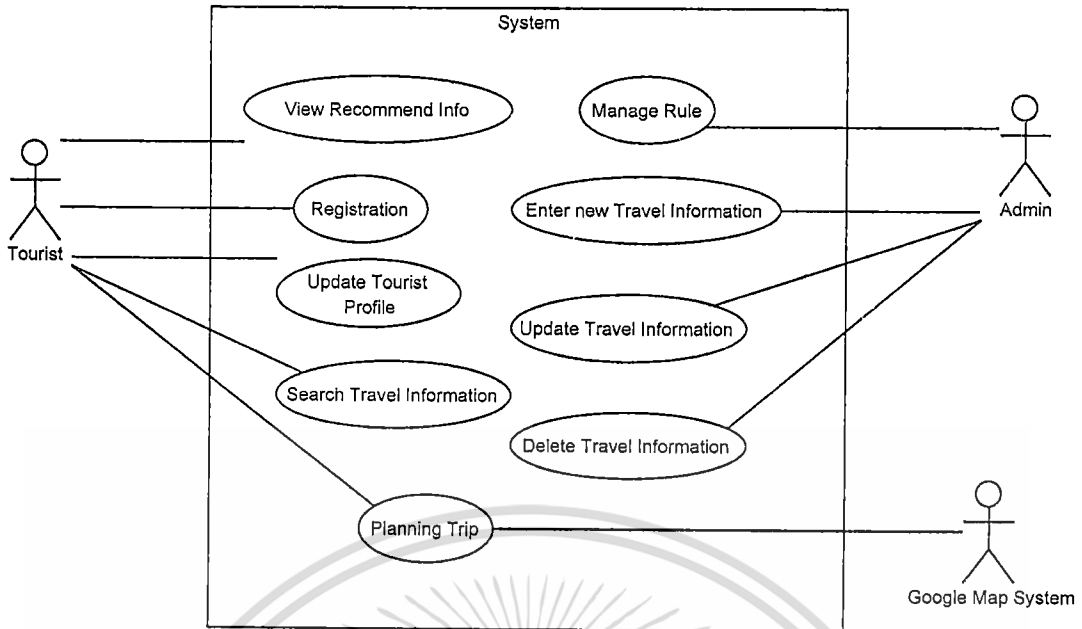 System
View Recommend Info
Manage Rule
Registration
Enter new Travel Information
Admin
Tourist
Update Tourist
Profile
Update Travel Information
Search Travel Information
Delete Travel Information
Planning Trip
Google Map System